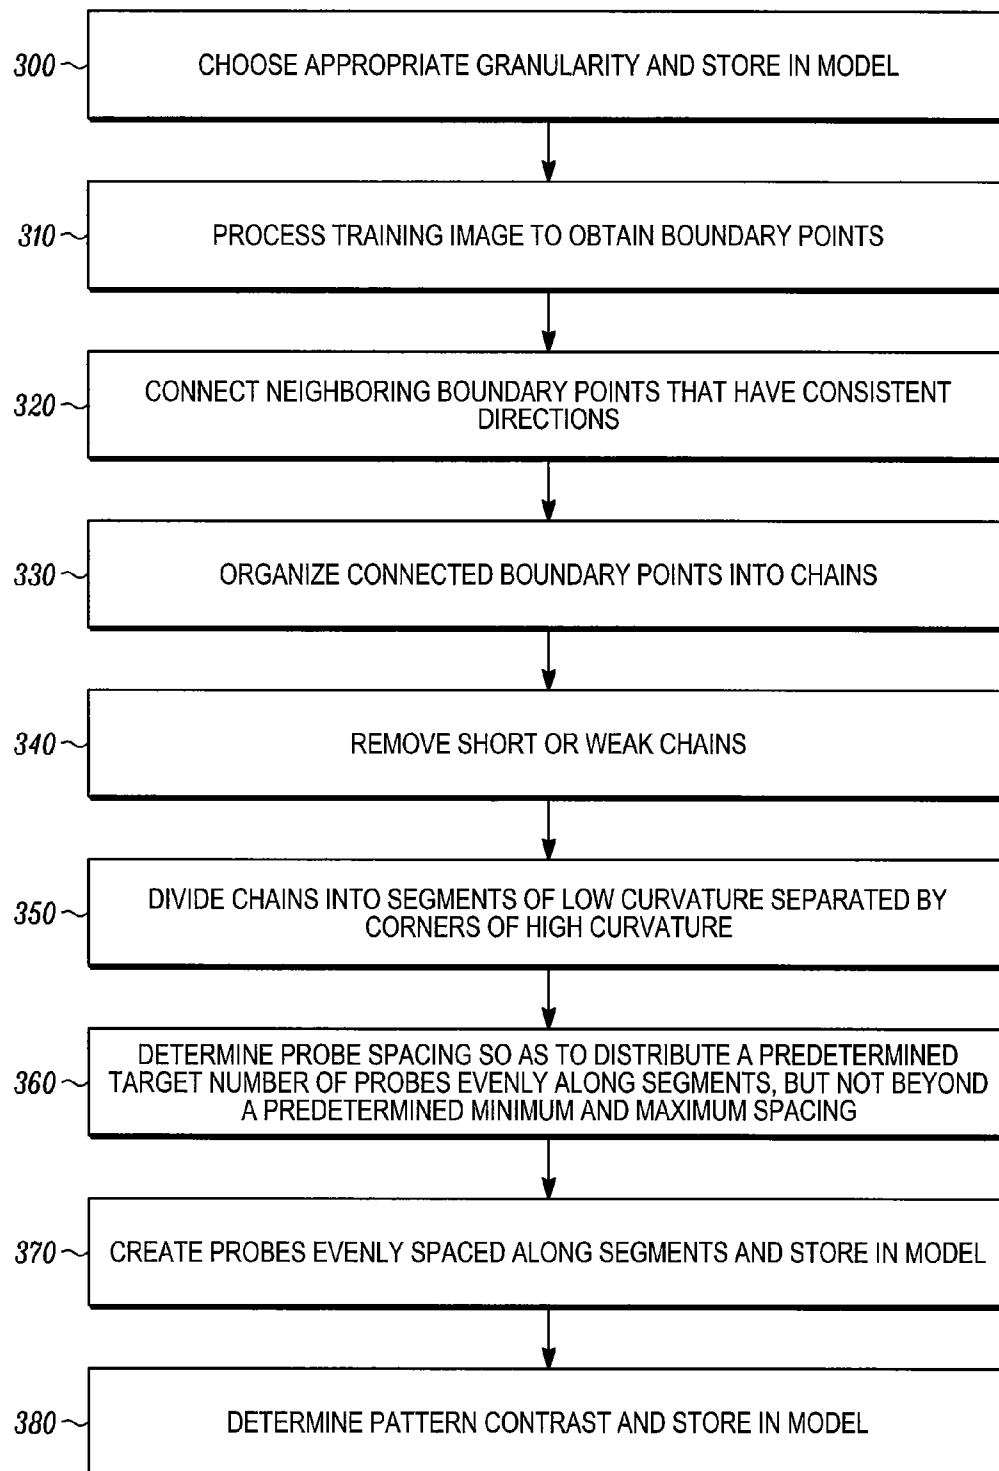 300
CHOOSE APPROPRIATE GRANULARITY AND STORE IN MODEL
310
PROCESS TRAINING IMAGE TO OBTAIN BOUNDARY POINTS
320
CONNECT NEIGHBORING BOUNDARY POINTS THAT HAVE CONSISTENT
DIRECTIONS
330
ORGANIZE CONNECTED BOUNDARY POINTS INTO CHAINS
340
REMOVE SHORT OR WEAK CHAINS
350
DIVIDE CHAINS INTO SEGMENTS OF LOW CURVATURE SEPARATED BY
CORNERS OF HIGH CURVATURE
360
DETERMINE PROBE SPACING SO AS TO DISTRIBUTE A PREDETERMINED
TARGET NUMBER OF PROBES EVENLY ALONG SEGMENTS, BUT NOT BEYOND
A PREDETERMINED MINIMUM AND MAXIMUM SPACING
370
CREATE PROBES EVENLY SPACED ALONG SEGMENTS AND STORE IN MODEL
380
DETERMINE PATTERN CONTRAST AND STORE IN MODEL